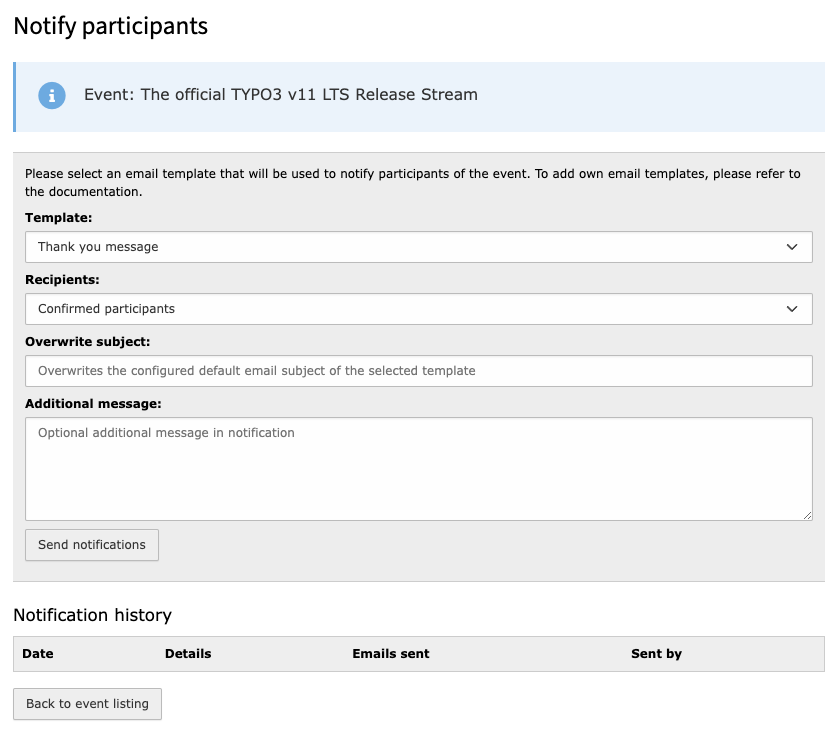 Notify participants
Event: The official TYPO3 v11 LTS Release Stream
Please select an email template that will be used to notify participants of the event. To add own email templates, please refer to
the documentation.
Template:
Thank you message
Recipients:
Confirmed participants
Overwrite subject:
Overwrites the configured default email subject of the selected template
Additional message:
Optional additional message in notification
Send notifications
Notification history
Date Details Emails sent Sent by
Back to event listing